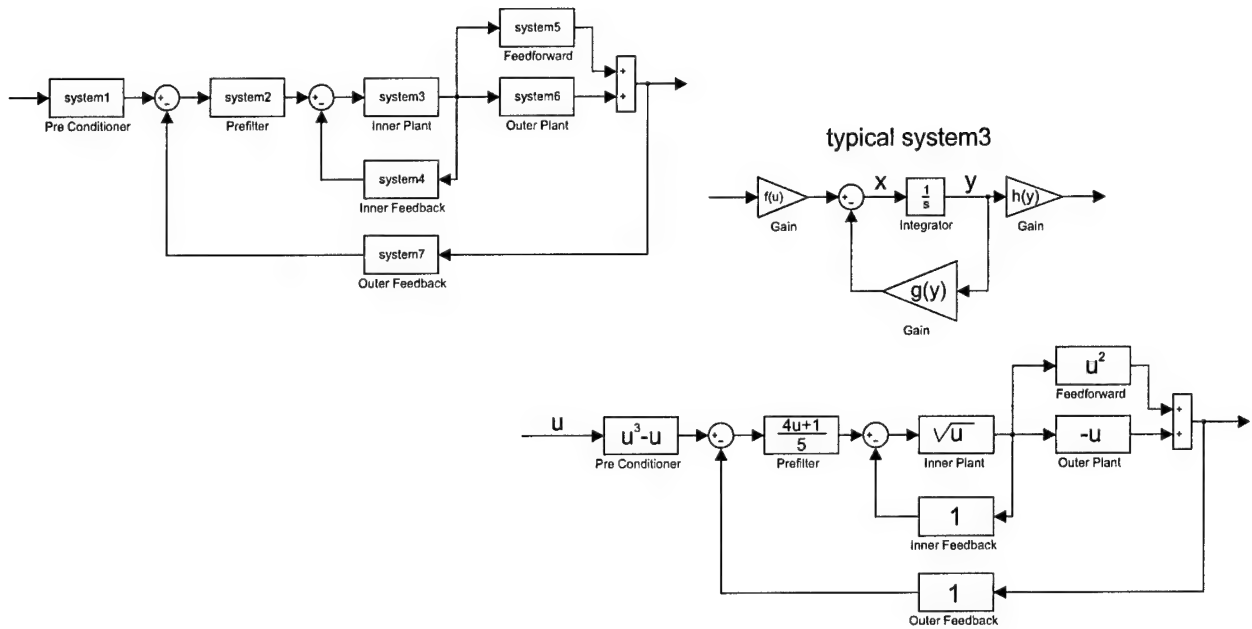 system5
Feedforward
system1
Pre Conditioner
+
-
system2
Prefilter
+
-
system3
Inner Plant
system6
Outer Plant
+
+
system4
Inner Feedback
system7
Outer Feedback
typical system3
f(u)
Gain
+
-
x
1
s
Integrator
y
h(y)
Gain
g(y)
Gain
u²
Feedforward
u
u³-u
Pre Conditioner
+
-
4u+1
5
Prefilter
+
-
√u
Inner Plant
-u
Outer Plant
+
+
1
Inner Feedback
1
Outer Feedback